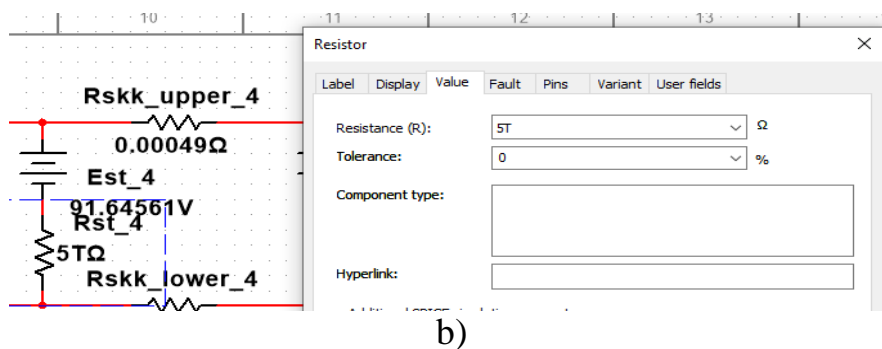 10 11 12 13
Resistor
Label Display Value Fault Pins Variant User fields
Rskk_upper_4
0.00049Ω
Resistance (R): 5T Ω
Tolerance: 0 %
Est_4
91.64561V
Component type:
Rst_4
5TΩ
Rskk_lower_4
Hyperlink:
b)